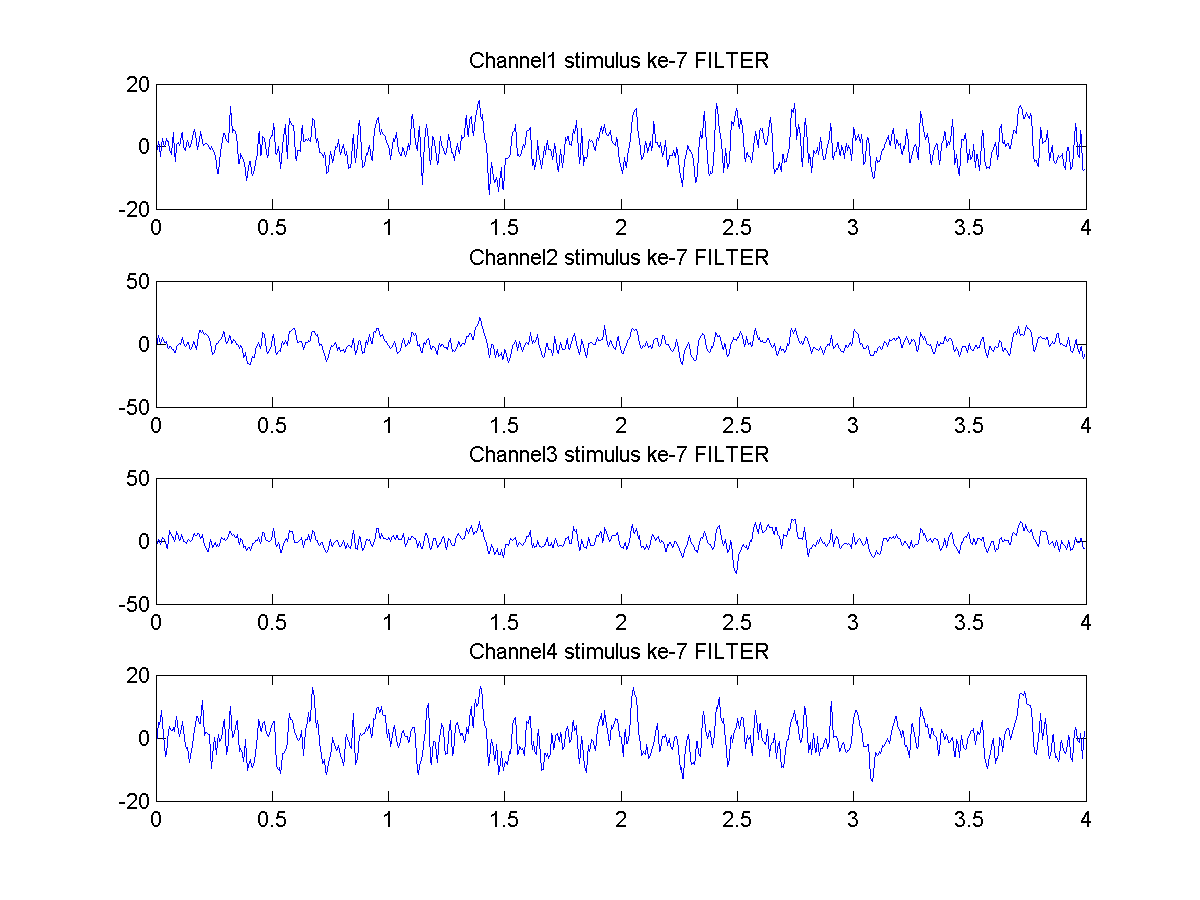 Channel1 stimulus ke-7 FILTER
20
0
-20
0 0.5 1 1.5 2 2.5 3 3.5 4
Channel2 stimulus ke-7 FILTER
50
0
-50
0 0.5 1 1.5 2 2.5 3 3.5 4
Channel3 stimulus ke-7 FILTER
50
0
-50
0 0.5 1 1.5 2 2.5 3 3.5 4
Channel4 stimulus ke-7 FILTER
20
0
-20
0 0.5 1 1.5 2 2.5 3 3.5 4